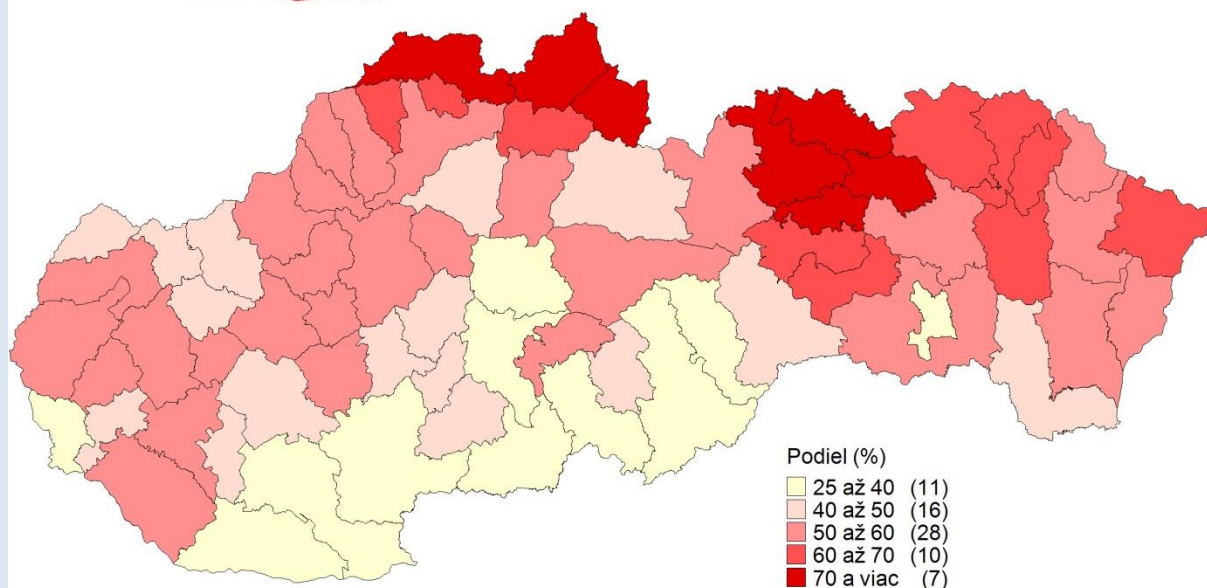 Podiel (%)
25 až 40 (11)
40 až 50 (16)
50 až 60 (28)
60 až 70 (10)
70 a viac (7)